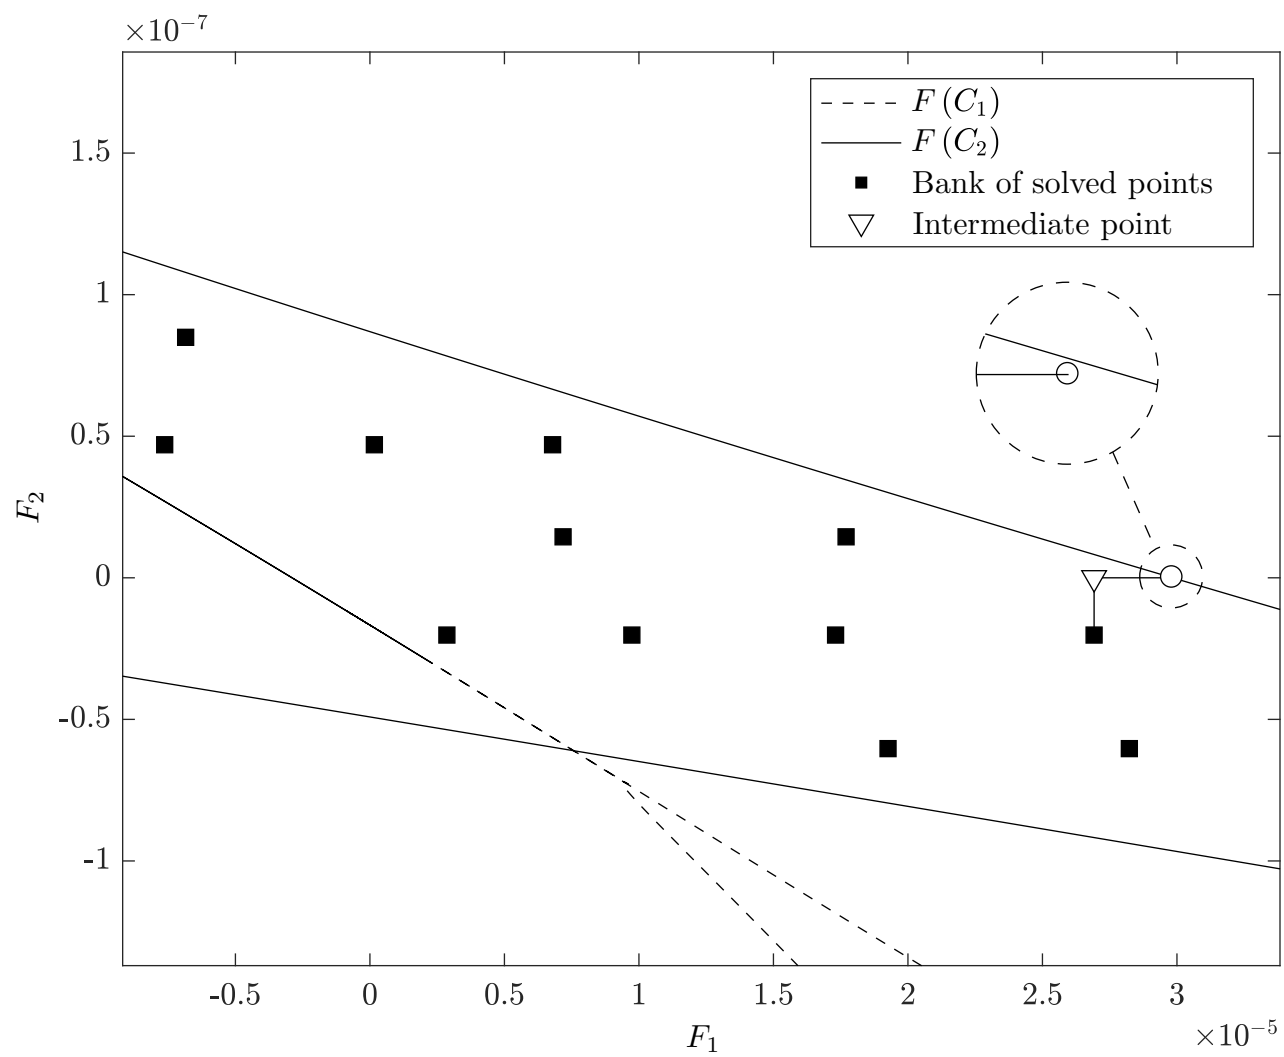 ×10⁻⁷
F (C₁)
F (C₂)
Bank of solved points
Intermediate point
1.5
1
0.5
0
-0.5
-1
F₂
-0.5 0 0.5 1 1.5 2 2.5 3
F₁
×10⁻⁵